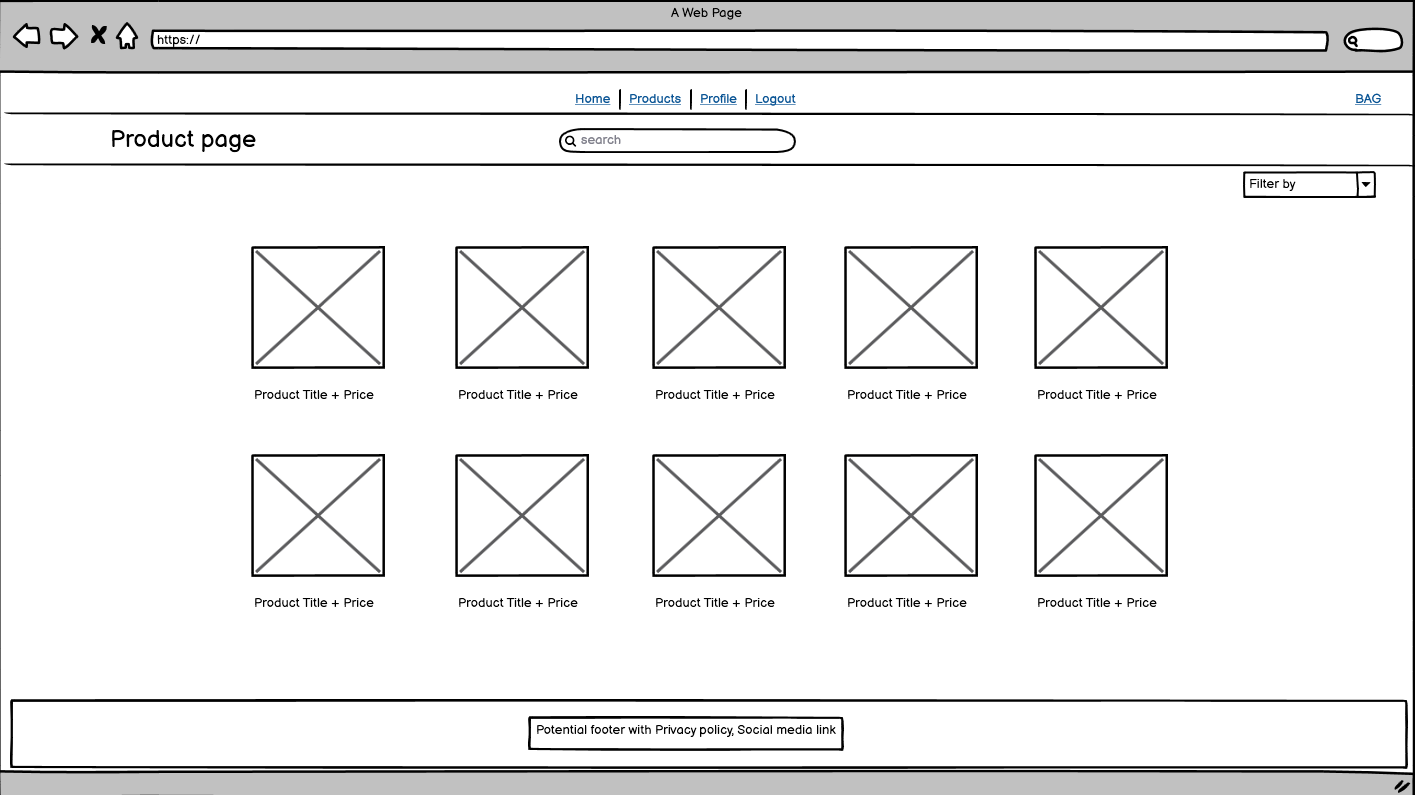 A Web Page
https://
Home | Products | Profile | Logout
BAG
Product page
search
Filter by
Product Title + Price
Product Title + Price
Product Title + Price
Product Title + Price
Product Title + Price
Product Title + Price
Product Title + Price
Product Title + Price
Product Title + Price
Product Title + Price
Potential footer with Privacy policy, Social media link